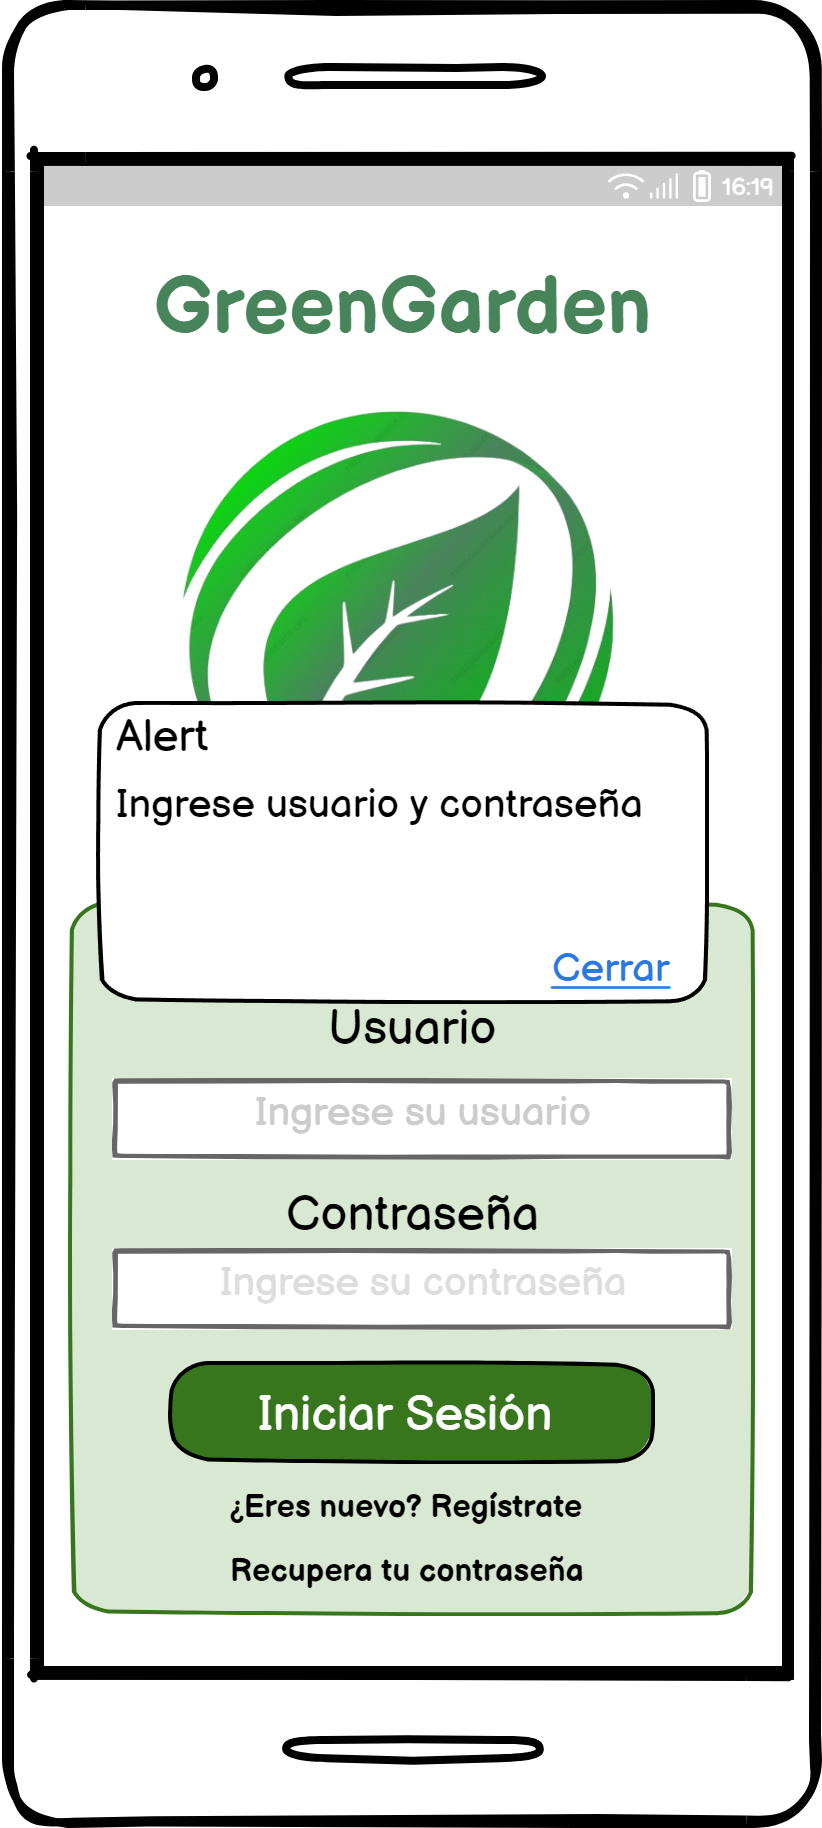 16:19
GreenGarden
Alert
Ingrese usuario y contraseña
Cerrar
Usuario
Ingrese su usuario
Contraseña
Ingrese su contraseña
Iniciar Sesión
¿Eres nuevo? Regístrate
Recupera tu contraseña